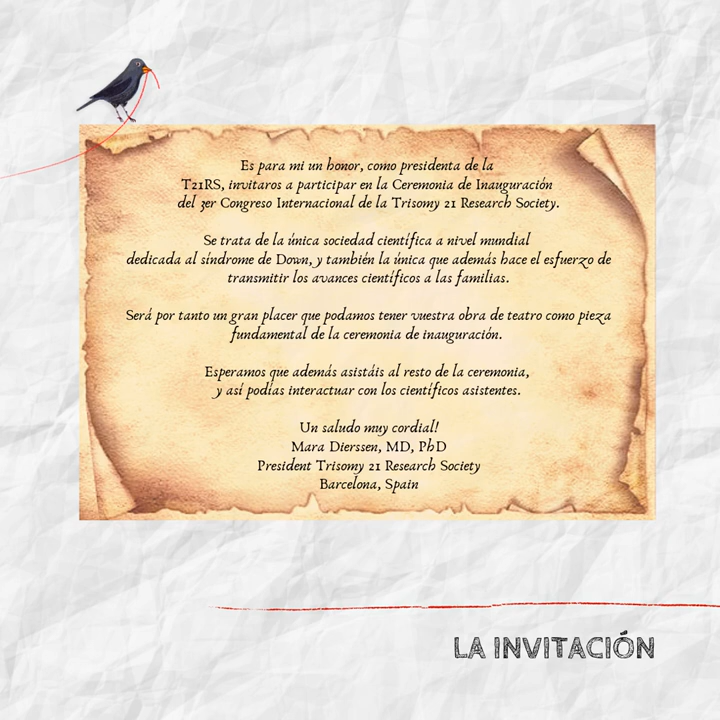 Es para mi un honor, como presidenta de la
T21RS, invitaros a participar en la Ceremonia de Inauguración
del 3er Congreso Internacional de la Trisomy 21 Research Society.
Se trata de la única sociedad científica a nivel mundial
dedicada al síndrome de Down, y también la única que además hace el esfuerzo de
transmitir los avances científicos a las familias.
Será por tanto un gran placer que podamos tener vuestra obra de teatro como pieza
fundamental de la ceremonia de inauguración.
Esperamos que además asistáis al resto de la ceremonia,
y así podías interactuar con los científicos asistentes.
Un saludo muy cordial!
Mara Dierssen, MD, PhD
President Trisomy 21 Research Society
Barcelona, Spain
LA INVITACIÓN